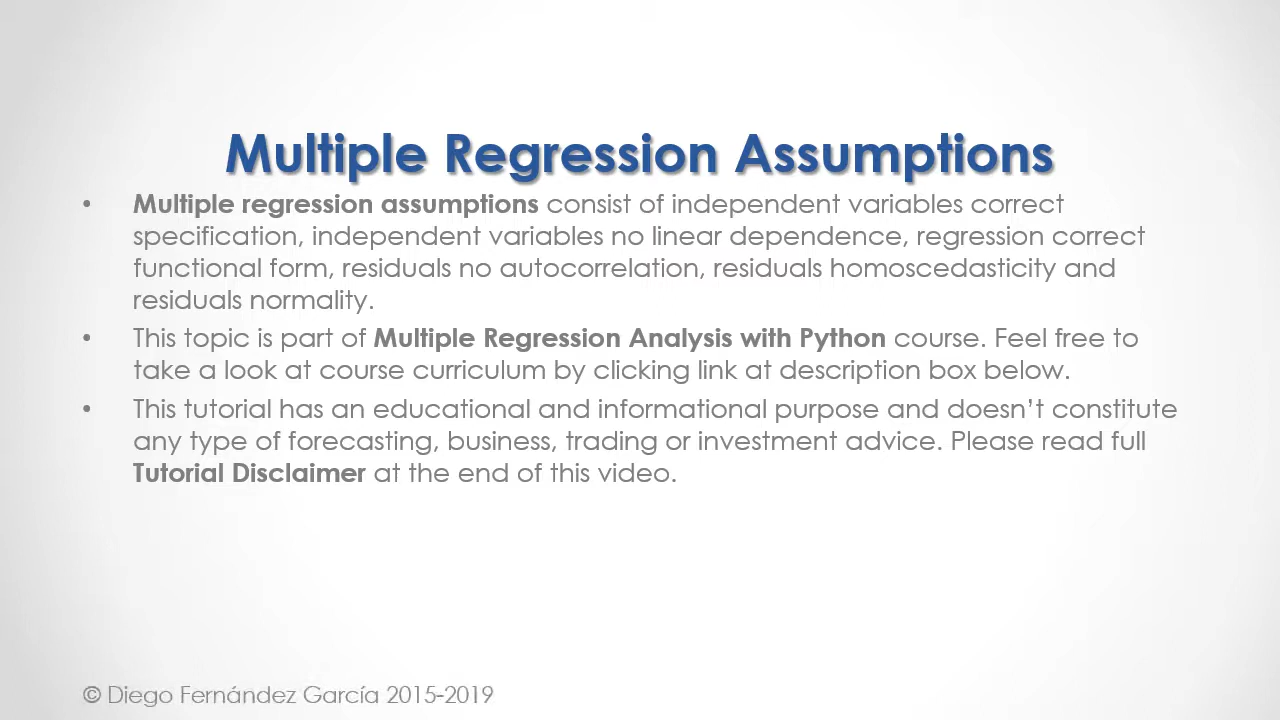 Multiple Regression Assumptions
• Multiple regression assumptions consist of independent variables correct
specification, independent variables no linear dependence, regression correct
functional form, residuals no autocorrelation, residuals homoscedasticity and
residuals normality.
• This topic is part of Multiple Regression Analysis with Python course. Feel free to
take a look at course curriculum by clicking link at description box below.
• This tutorial has an educational and informational purpose and doesn’t constitute
any type of forecasting, business, trading or investment advice. Please read full
Tutorial Disclaimer at the end of this video.
© Diego Fernández García 2015-2019